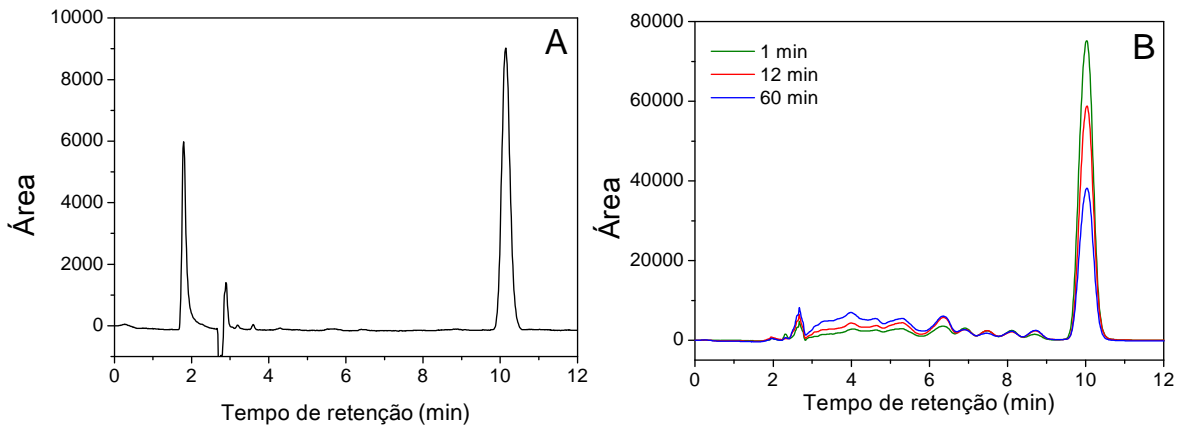 10000
8000
6000
4000
2000
0
0 2 4 6 8 10 12
Área
Tempo de retenção (min)
A
80000
60000
40000
20000
0
0 2 4 6 8 10 12
Área
Tempo de retenção (min)
1 min
12 min
60 min
B